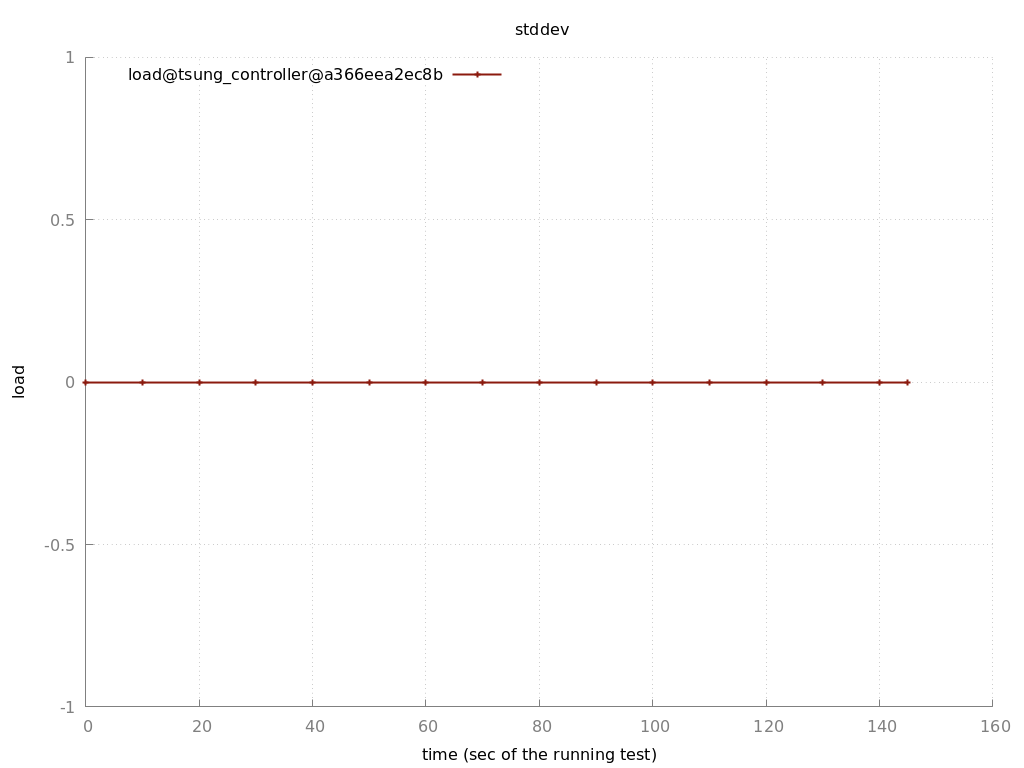 stddev
load@tsung_controller@a366eea2ec8b
1
0.5
0
-0.5
-1
load
0 20 40 60 80 100 120 140 160
time (sec of the running test)